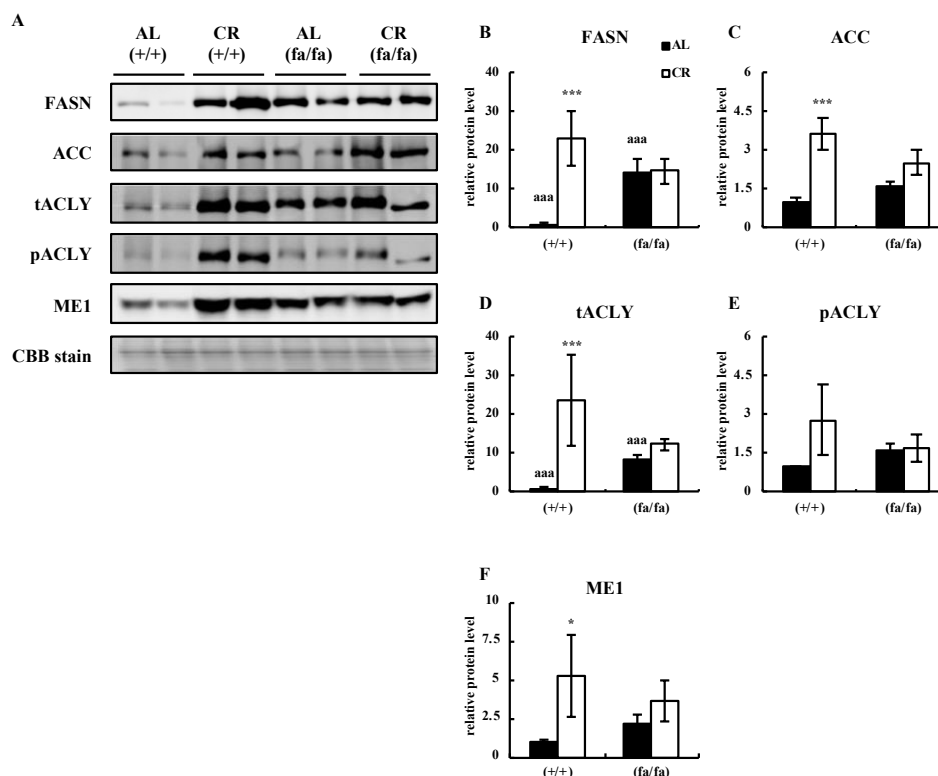 A
AL CR AL CR
(+/+) (+/+) (fa/fa) (fa/fa)
FASN
ACC
tACLY
pACLY
ME1
CBB stain
B
FASN
AL
CR
relative protein level
40
30
20
10
0
aaa
***
aaa
(+/+) (fa/fa)
C
ACC
relative protein level
6
4.5
3
1.5
0
***
(+/+) (fa/fa)
D
tACLY
relative protein level
40
30
20
10
0
aaa
***
aaa
(+/+) (fa/fa)
E
pACLY
relative protein level
6
4.5
3
1.5
0
(+/+) (fa/fa)
F
ME1
relative protein level
10
7.5
5
2.5
0
*
(+/+) (fa/fa)